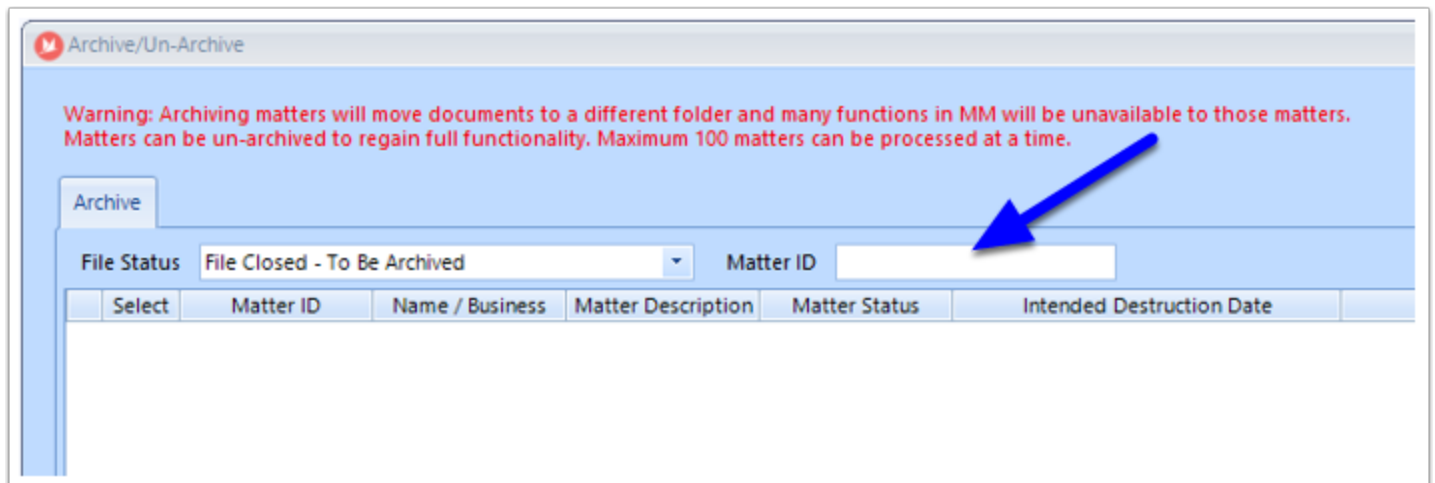 Archive/Un-Archive
Warning: Archiving matters will move documents to a different folder and many functions in MM will be unavailable to those matters.
Matters can be un-archived to regain full functionality. Maximum 100 matters can be processed at a time.
Archive
File Status File Closed - To Be Archived Matter ID
Select Matter ID Name / Business Matter Description Matter Status Intended Destruction Date